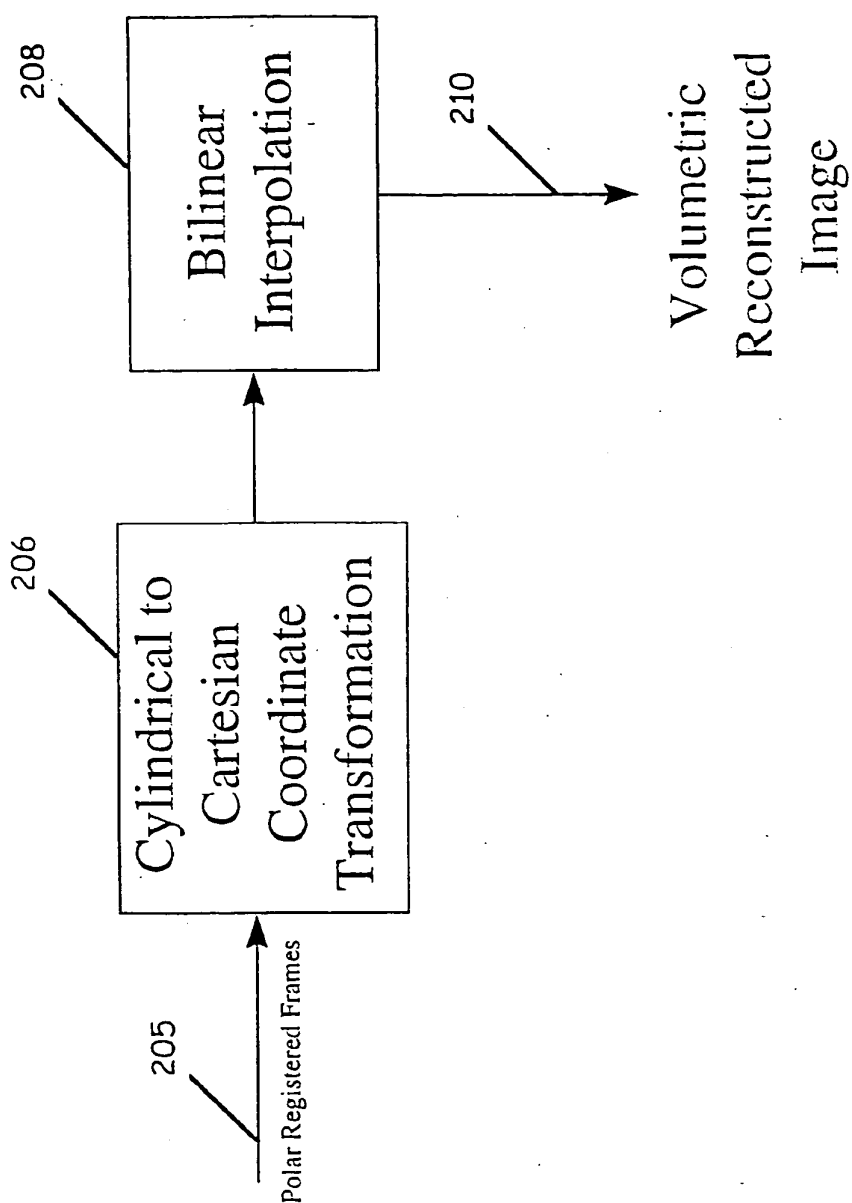 205
Polar Registered Frames
206
Cylindrical to
Cartesian
Coordinate
Transformation
208
Bilinear
Interpolation
210
Volumetric
Reconstructed
Image